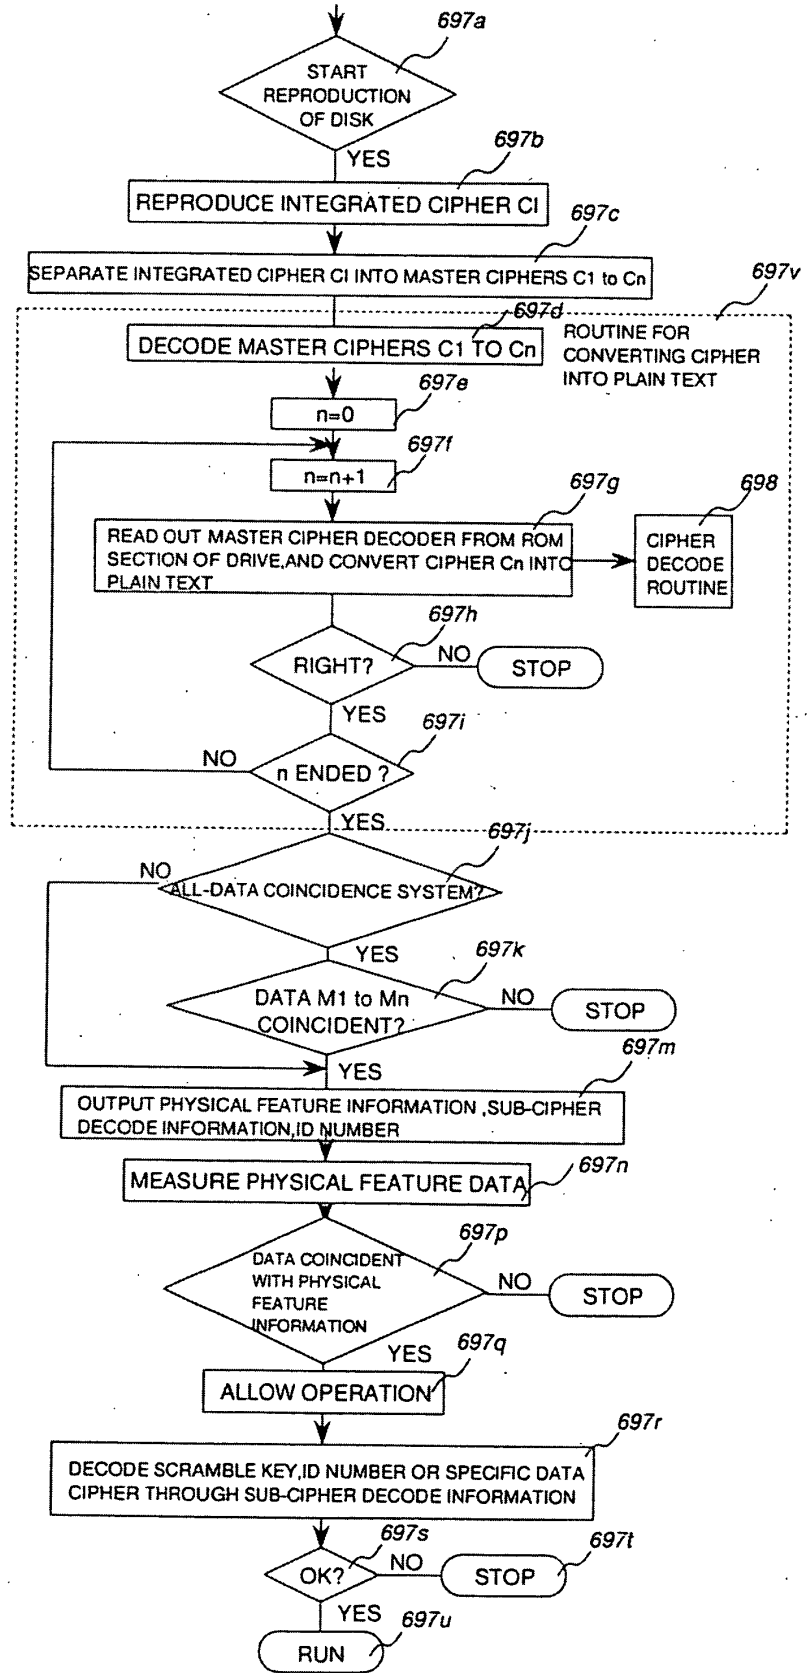 697a
START
REPRODUCTION
OF DISK
YES
697b
REPRODUCE INTEGRATED CIPHER CI
697c
SEPARATE INTEGRATED CIPHER CI INTO MASTER CIPHERS C1 to Cn
697v
697d
DECODE MASTER CIPHERS C1 TO Cn
ROUTINE FOR
CONVERTING CIPHER
INTO PLAIN TEXT
697e
n=0
697f
n=n+1
697g
READ OUT MASTER CIPHER DECODER FROM ROM
SECTION OF DRIVE,AND CONVERT CIPHER Cn INTO
PLAIN TEXT
698
CIPHER
DECODE
ROUTINE
697h
RIGHT?
NO
STOP
YES
697i
NO
n ENDED ?
YES
697j
NO
ALL-DATA COINCIDENCE SYSTEM?
YES
697k
DATA M1 to Mn
COINCIDENT?
NO
STOP
YES
697m
OUTPUT PHYSICAL FEATURE INFORMATION ,SUB-CIPHER
DECODE INFORMATION,ID NUMBER
697n
MEASURE PHYSICAL FEATURE DATA
697p
DATA COINCIDENT
WITH PHYSICAL
FEATURE
INFORMATION
NO
STOP
YES
697q
ALLOW OPERATION
697r
DECODE SCRAMBLE KEY,ID NUMBER OR SPECIFIC DATA
CIPHER THROUGH SUB-CIPHER DECODE INFORMATION
697s
OK?
NO
STOP
697t
YES
697u
RUN